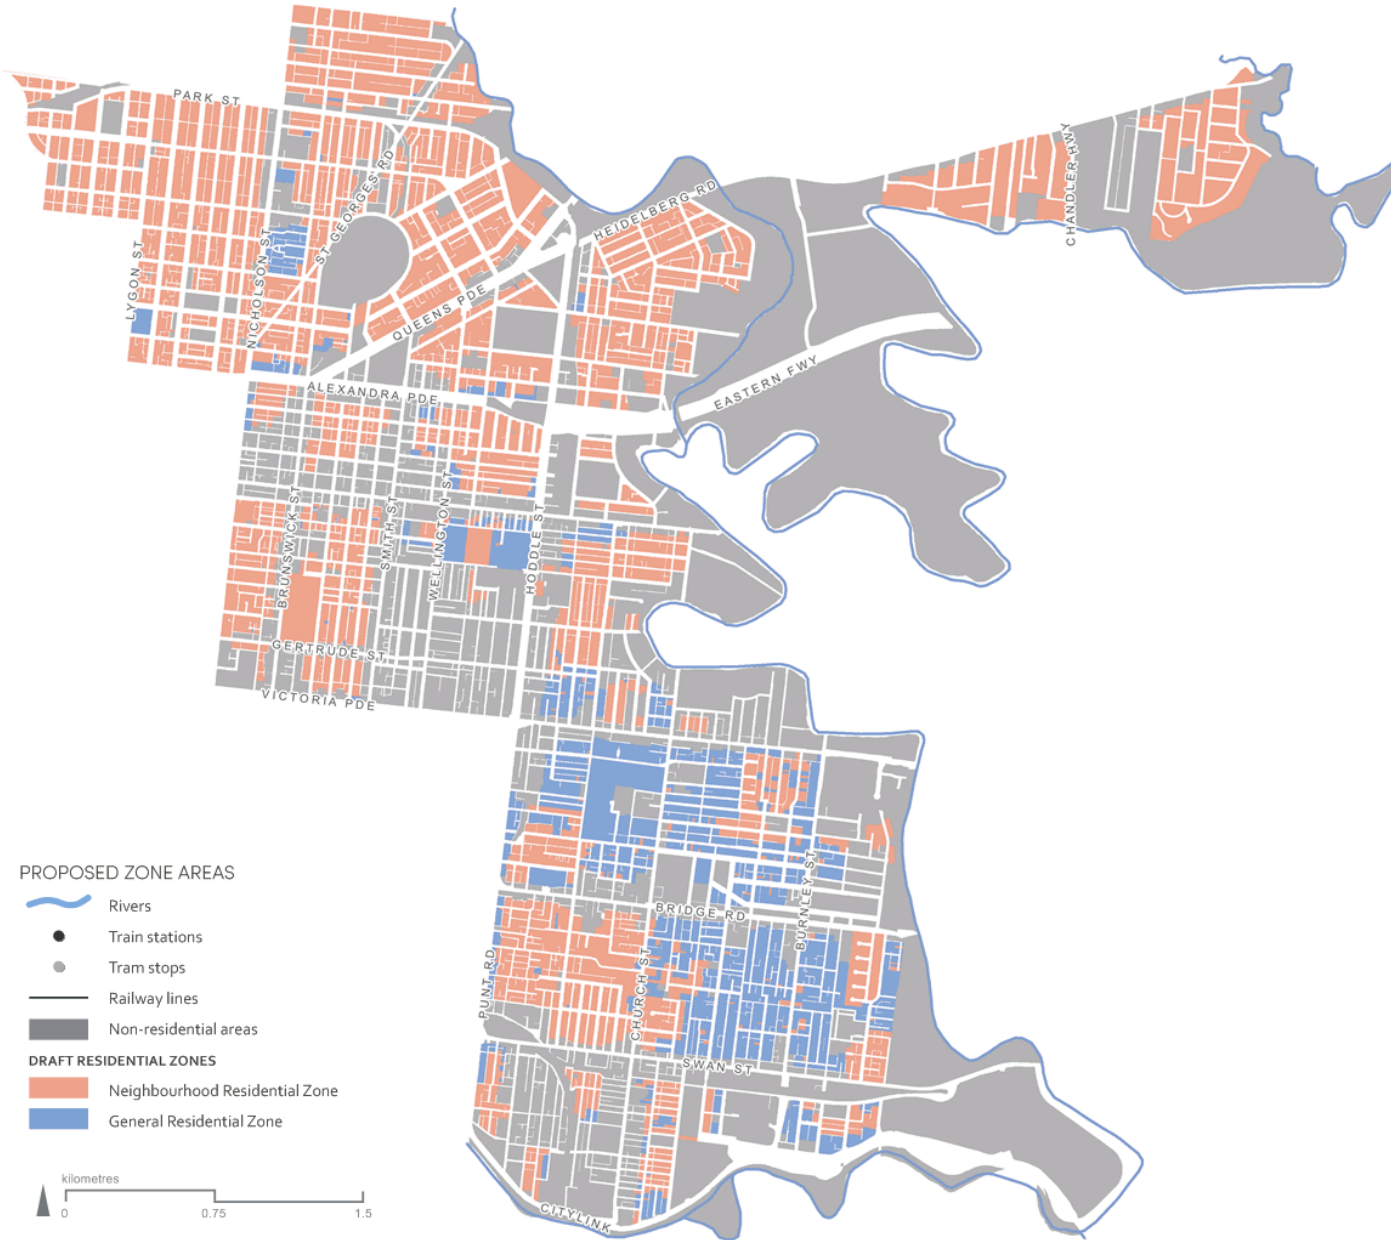 PARK ST
ST GEORGES RD
HEIDELBERG RD
CHANDLER HWY
LYGON ST
NICHOLSON ST
QUEENS PDE
EASTERN FWY
ALEXANDRA PDE
BRUNSWICK ST
SMITH ST
WELLINGTON ST
HODDLE ST
GERTRUDE ST
VICTORIA PDE
BURNLEY ST
BRIDGE RD
PUNT RD
CHURCH ST
SWAN ST
CITYLINK
PROPOSED ZONE AREAS
Rivers
Train stations
Tram stops
Railway lines
Non-residential areas
DRAFT RESIDENTIAL ZONES
Neighbourhood Residential Zone
General Residential Zone
kilometres
0 0.75 1.5